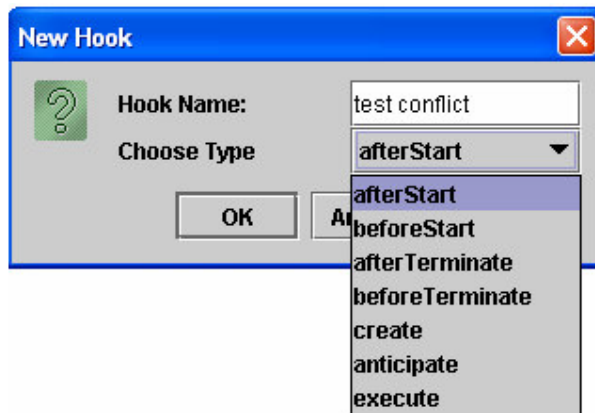 New Hook
Hook Name: test conflict
Choose Type afterStart
afterStart
OK
beforeStart
afterTerminate
beforeTerminate
create
anticipate
execute